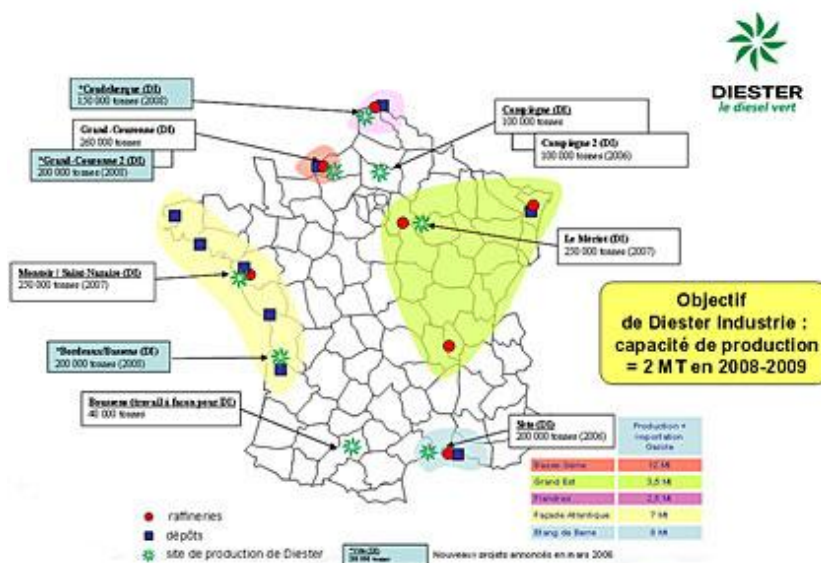 DIESTER
le diesel vert
*Coudekerque (DI)
150 000 tonnes (2008)
Grand-Couronne (DI)
260 000 tonnes
*Grand-Couronne 2 (DI)
200 000 tonnes (2008)
Compiègne (DI)
100 000 tonnes
Compiègne 2 (DI)
100 000 tonnes (2006)
Le Mériot (DI)
250 000 tonnes (2007)
Montoir / Saint-Nazaire (DI)
250 000 tonnes (2007)
Objectif
de Diester Industrie :
capacité de production
= 2 MT en 2008-2009
*Bordeaux/Bassens (DI)
200 000 tonnes (2008)
Boussens (travail à façon pour DI)
40 000 tonnes
Sète (DI)
200 000 tonnes (2006)
Production +
Importation
Gazole
Basse-Seine 12 Mt
Grand Est 3,5 Mt
Flandres
Façade Atlantique 7 Mt
Etang de Berre 8 Mt
raffineries
dépôts
site de production de Diester
Nouveaux projets annoncés en mars 2006